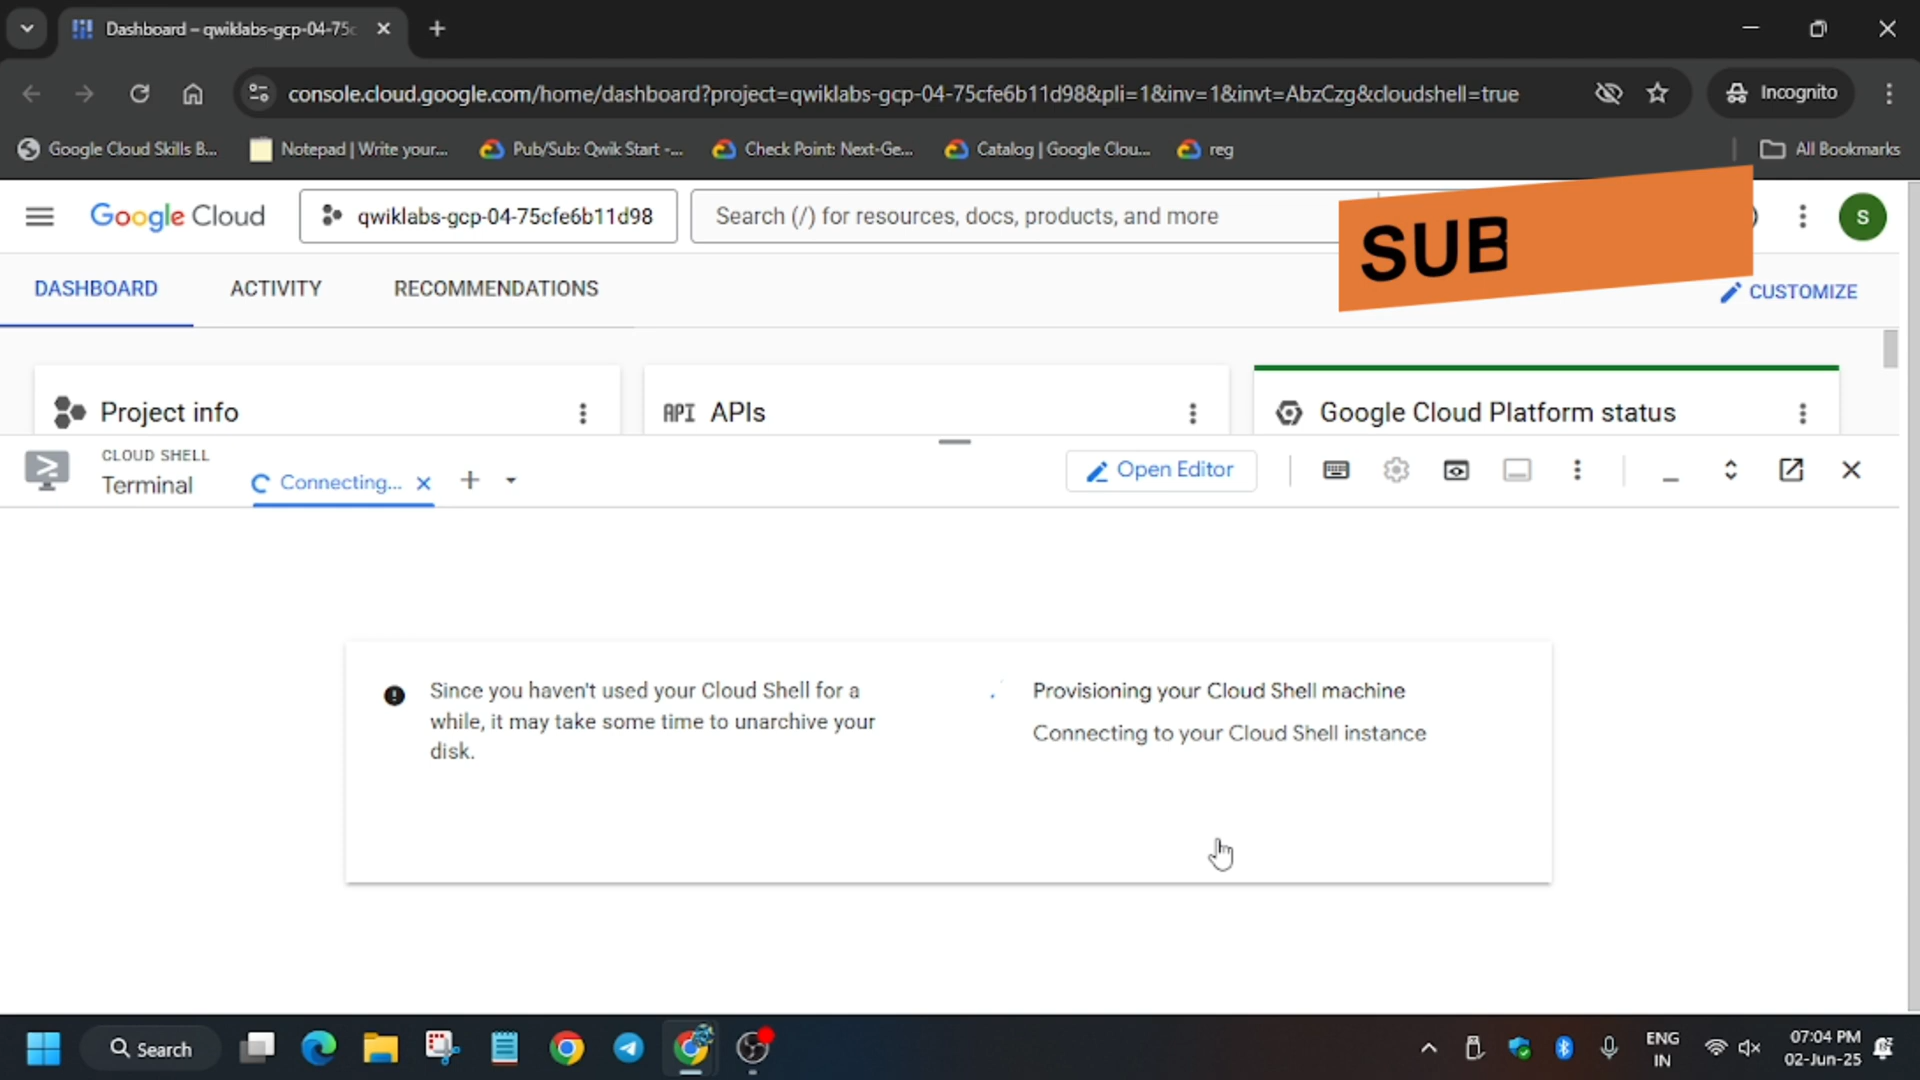 Dashboard – qwiklabs-gcp-04-75c
console.cloud.google.com/home/dashboard?project=qwiklabs-gcp-04-75cfe6b11d98&pli=1&inv=1&invt=AbzCzg&cloudshell=true
Incognito
Google Cloud Skills B...
Notepad | Write your...
Pub/Sub: Qwik Start -...
Check Point: Next-Ge...
Catalog | Google Clou...
reg
All Bookmarks
Google Cloud
qwiklabs-gcp-04-75cfe6b11d98
Search (/) for resources, docs, products, and more
SUB
S
DASHBOARD
ACTIVITY
RECOMMENDATIONS
CUSTOMIZE
Project info
API APIs
Google Cloud Platform status
CLOUD SHELL
Terminal
Connecting...
Open Editor
Since you haven't used your Cloud Shell for a
while, it may take some time to unarchive your
disk.
Provisioning your Cloud Shell machine
Connecting to your Cloud Shell instance
Search
ENG
IN
07:04 PM
02-Jun-25